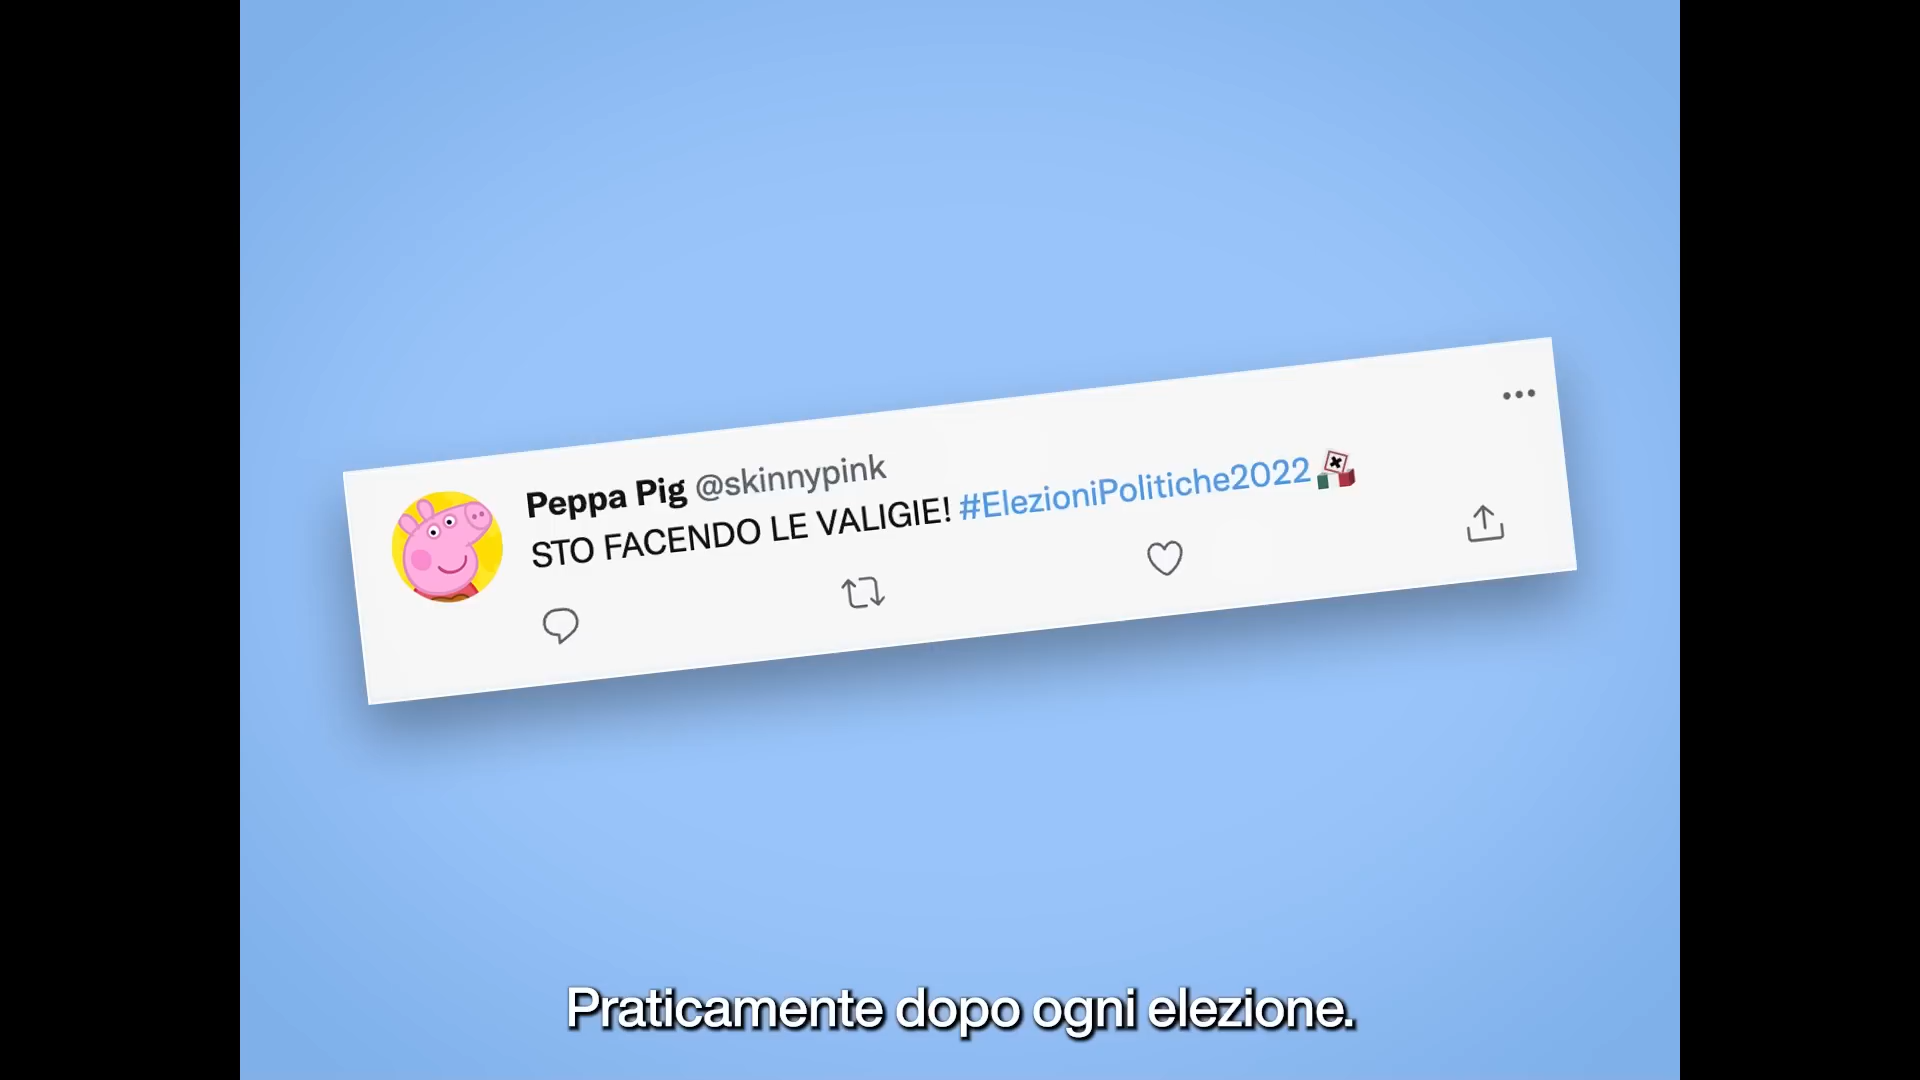 Peppa Pig @skinnypink
STO FACENDO LE VALIGIE! #ElezioniPolitiche2022
Praticamente dopo ogni elezione.